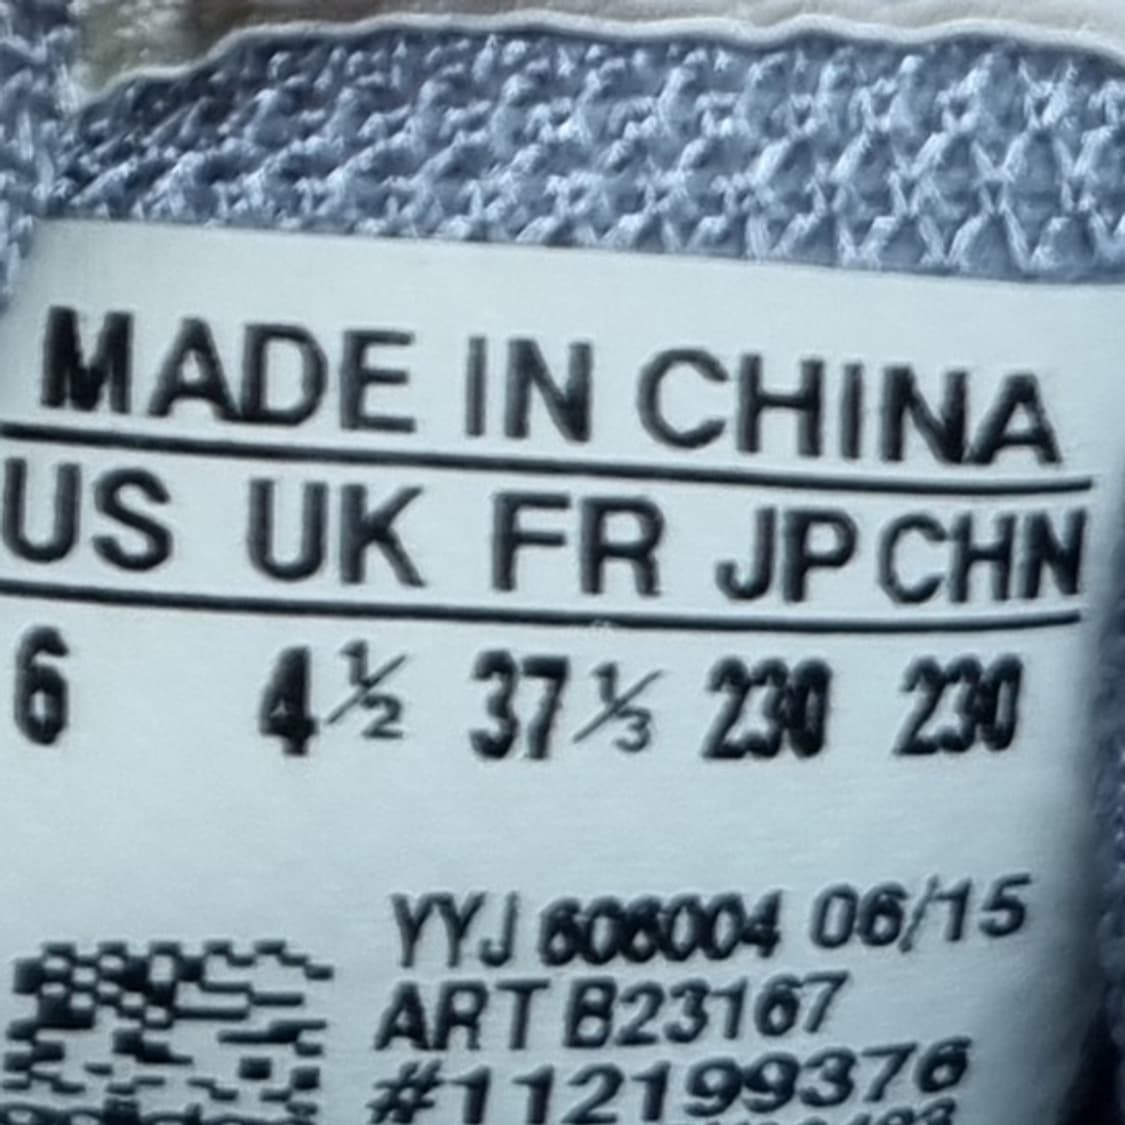 MADE IN CHINA
US UK FR JP CHN
6 4½ 37⅓ 230 230
YYJ 606004 06/15
ART B23167
#112199376